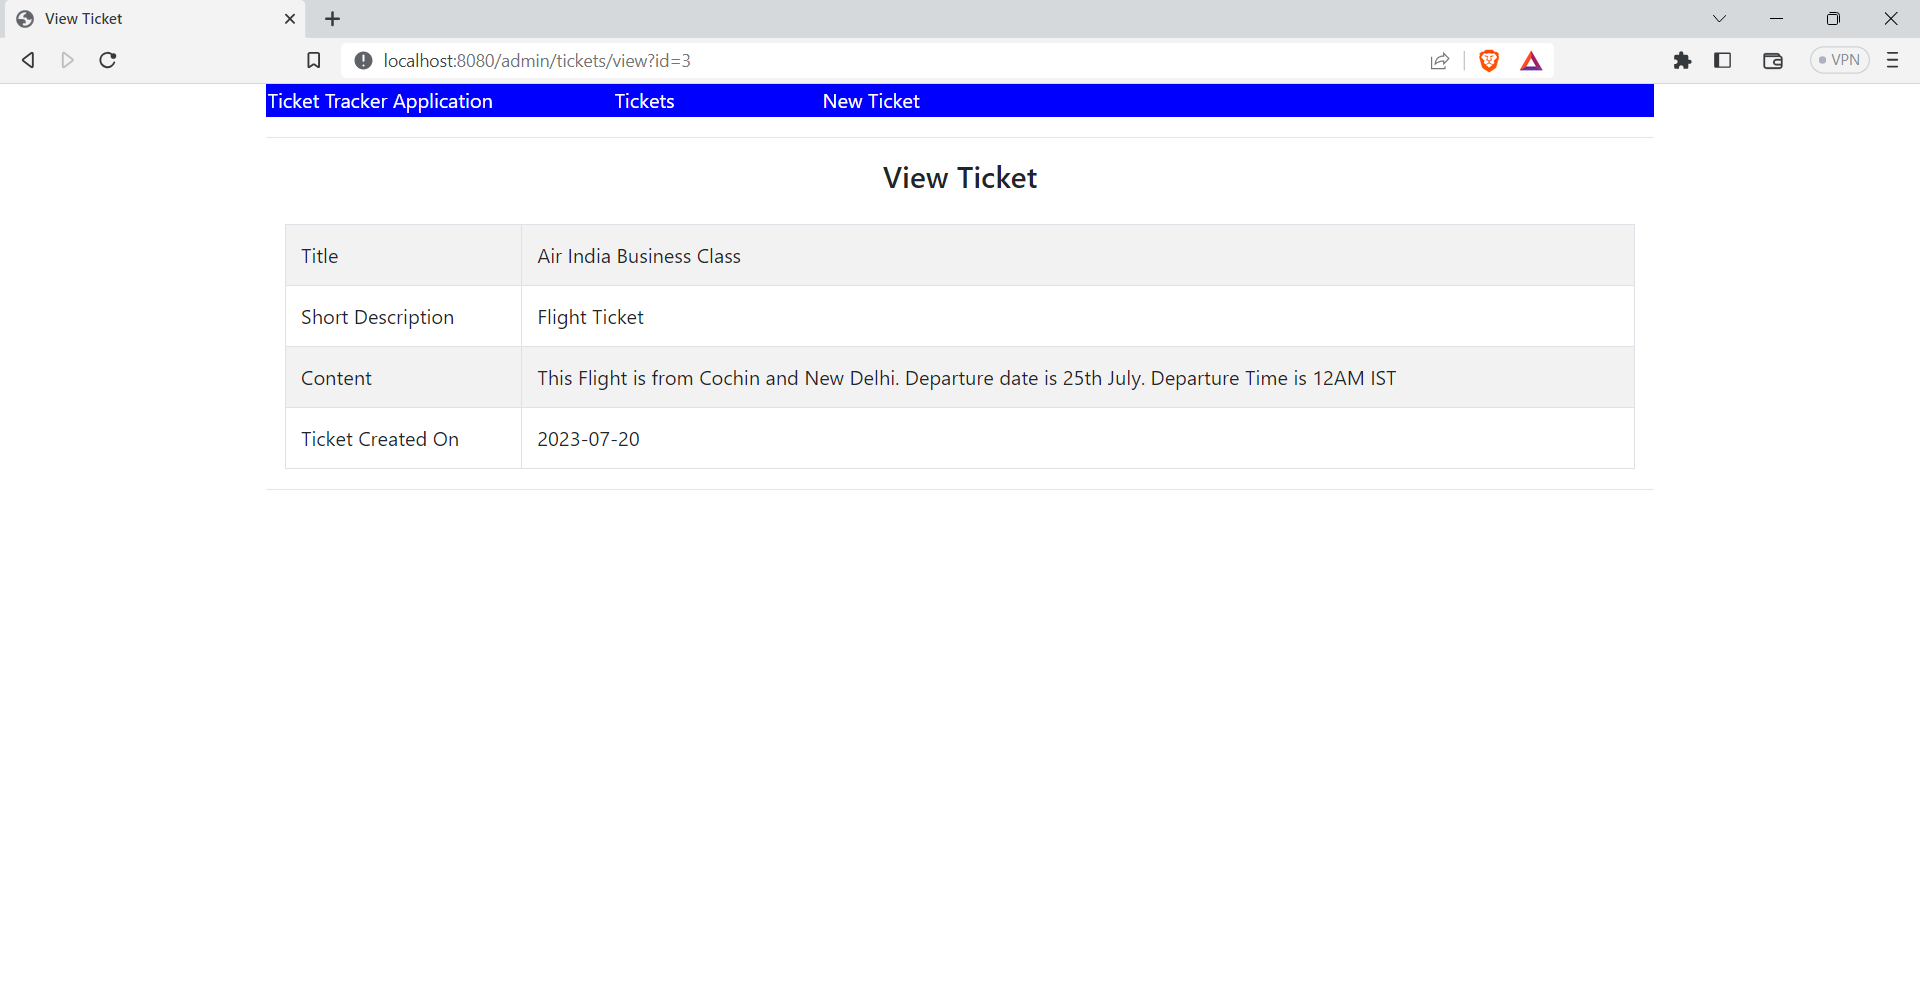 View Ticket
localhost:8080/admin/tickets/view?id=3
VPN
Ticket Tracker Application Tickets New Ticket
View Ticket
Title Air India Business Class
Short Description Flight Ticket
Content This Flight is from Cochin and New Delhi. Departure date is 25th July. Departure Time is 12AM IST
Ticket Created On 2023-07-20